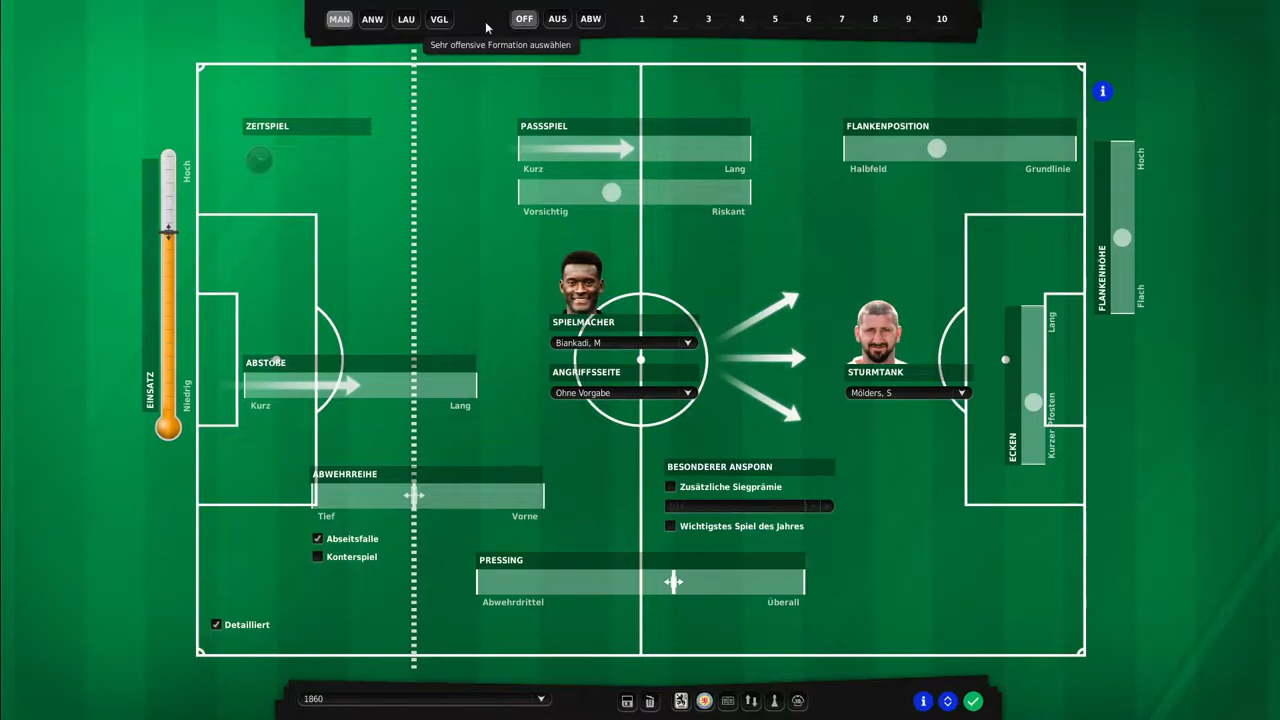 MAN ANW LAU VGL OFF AUS ABW 1 2 3 4 5 6 7 8 9 10
Sehr offensive Formation auswählen
ZEITSPIEL
PASSSPIEL
Kurz Lang
Vorsichtig Riskant
FLANKENPOSITION
Halbfeld Grundlinie
Hoch
EINSATZ
Niedrig
Hoch
FLANKENHÖHE
Flach
SPIELMACHER
Biankadi, M
ANGRIFFSSEITE
Ohne Vorgabe
STURMTANK
Mölders, S
Lang
ECKEN
Kurzer Pfosten
ABSTÖßE
Kurz Lang
ABWEHRREIHE
Tief Vorne
Abseitsfalle
Konterspiel
BESONDERER ANSPORN
Zusätzliche Siegprämie
Wichtigstes Spiel des Jahres
PRESSING
Abwehrdrittel Überall
Detailliert
1860